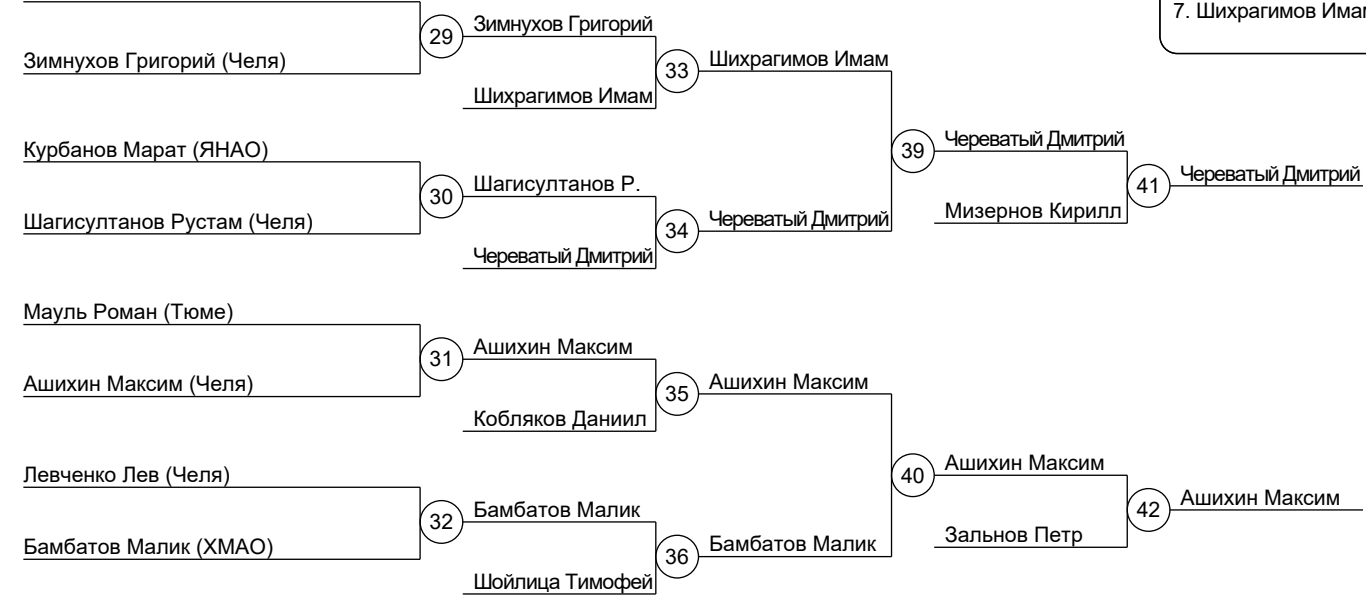 7. Шихрагимов Имам
Зимнухов Григорий
29
Зимнухов Григорий (Челя)
Шихрагимов Имам
33
Шихрагимов Имам
Курбанов Марат (ЯНАО)
Череватый Дмитрий
39
Шагисултанов Р.
30
Череватый Дмитрий
41
Шагисултанов Рустам (Челя)
Череватый Дмитрий
34
Мизернов Кирилл
Череватый Дмитрий
Мауль Роман (Тюме)
Ашихин Максим
31
Ашихин Максим (Челя)
Ашихин Максим
35
Кобляков Даниил
Левченко Лев (Челя)
Ашихин Максим
40
Ашихин Максим
42
Бамбатов Малик
32
Бамбатов Малик (ХМАО)
Бамбатов Малик
36
Зальнов Петр
Шойлица Тимофей